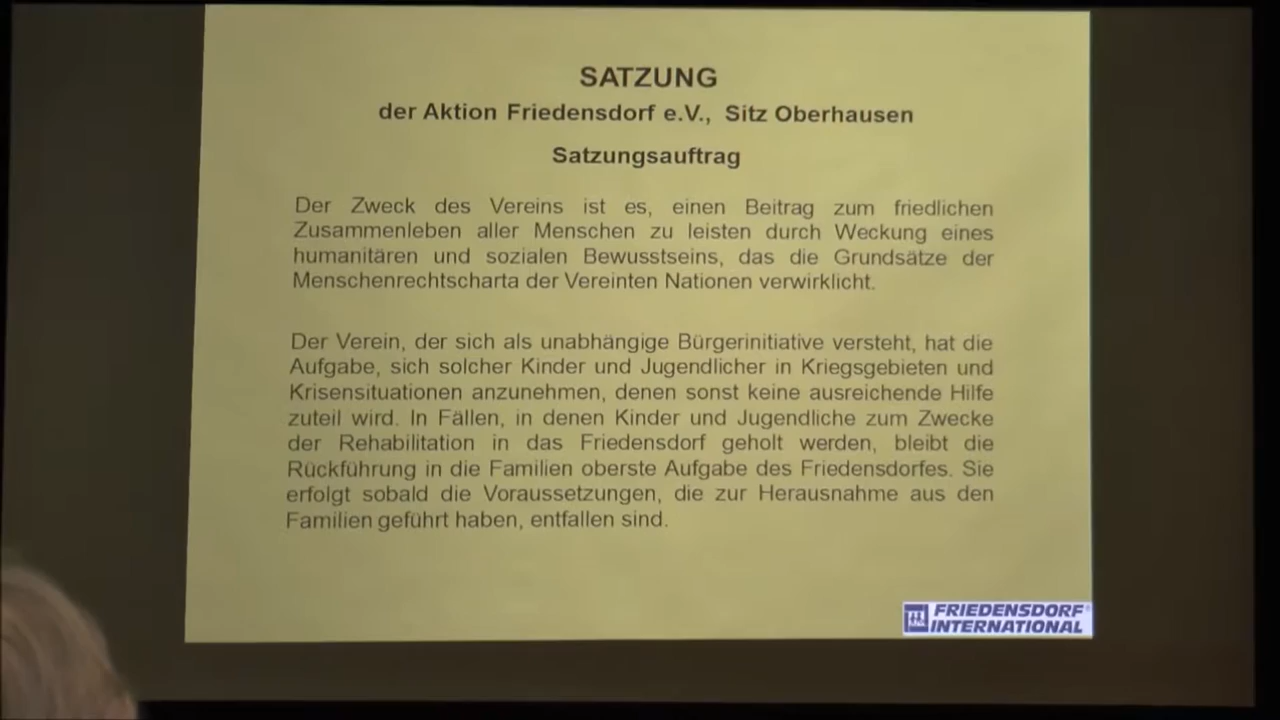 SATZUNG
der Aktion Friedensdorf e.V., Sitz Oberhausen
Satzungsauftrag
Der Zweck des Vereins ist es, einen Beitrag zum friedlichen
Zusammenleben aller Menschen zu leisten durch Weckung eines
humanitären und sozialen Bewusstseins, das die Grundsätze der
Menschenrechtscharta der Vereinten Nationen verwirklicht.
Der Verein, der sich als unabhängige Bürgerinitiative versteht, hat die
Aufgabe, sich solcher Kinder und Jugendlicher in Kriegsgebieten und
Krisensituationen anzunehmen, denen sonst keine ausreichende Hilfe
zuteil wird. In Fällen, in denen Kinder und Jugendliche zum Zwecke
der Rehabilitation in das Friedensdorf geholt werden, bleibt die
Rückführung in die Familien oberste Aufgabe des Friedensdorfes. Sie
erfolgt sobald die Voraussetzungen, die zur Herausnahme aus den
Familien geführt haben, entfallen sind.
FRIEDENSDORF®
INTERNATIONAL